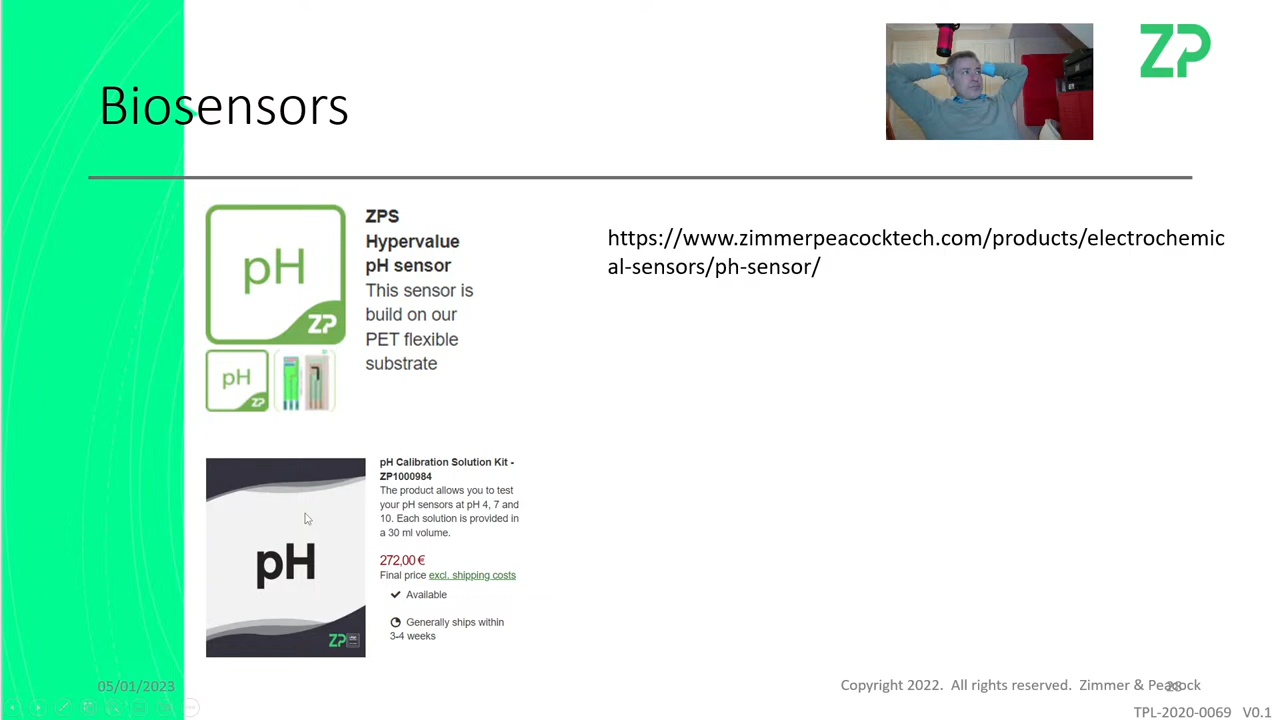 ZP
Biosensors
pH
ZP
pH
ZP
ZPS
Hypervalue
pH sensor
This sensor is
build on our
PET flexible
substrate
https://www.zimmerpeacocktech.com/products/electrochemic
al-sensors/ph-sensor/
pH
ZP
pH Calibration Solution Kit -
ZP1000984
The product allows you to test
your pH sensors at pH 4, 7 and
10. Each solution is provided in
a 30 ml volume.
272,00 €
Final price excl. shipping costs
Available
Generally ships within
3-4 weeks
05/01/2023
Copyright 2022. All rights reserved. Zimmer & Peacock
TPL-2020-0069 V0.1